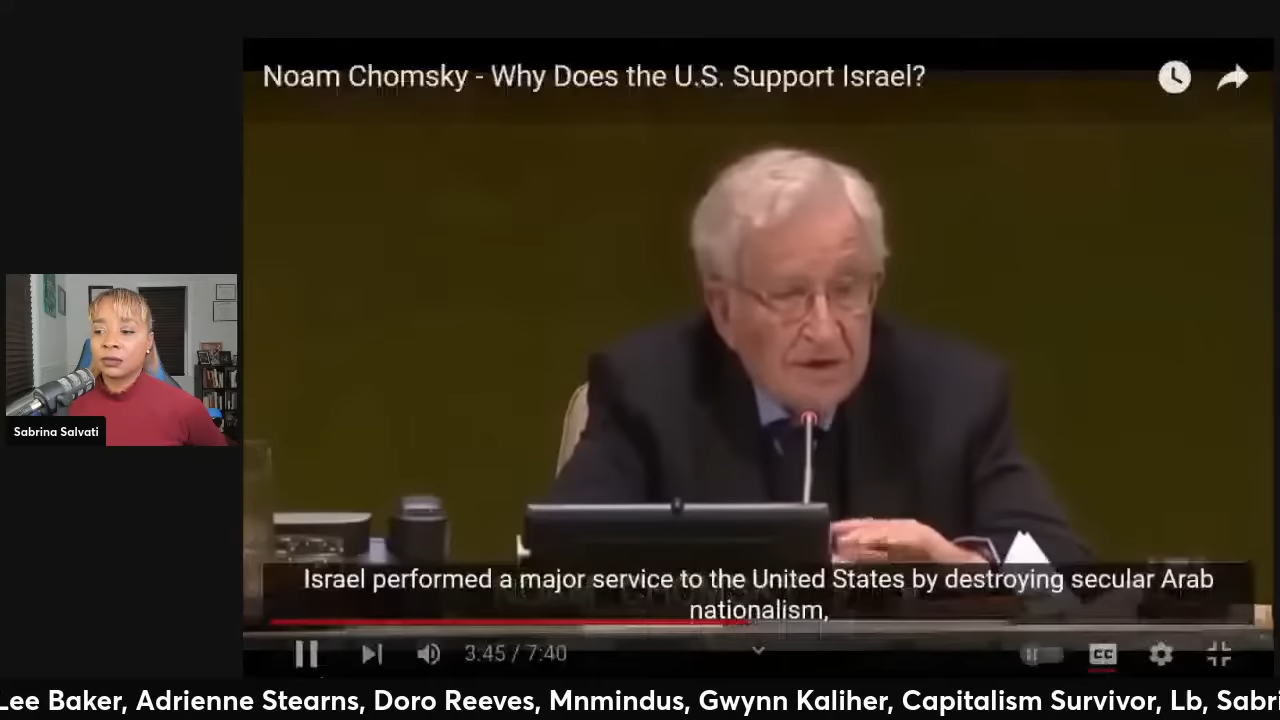 Noam Chomsky - Why Does the U.S. Support Israel?
Sabrina Salvati
Israel performed a major service to the United States by destroying secular Arab
nationalism,
3:45 / 7:40
CC
Lee Baker, Adrienne Stearns, Doro Reeves, Mnmindus, Gwynn Kaliher, Capitalism Survivor, Lb, Sabri